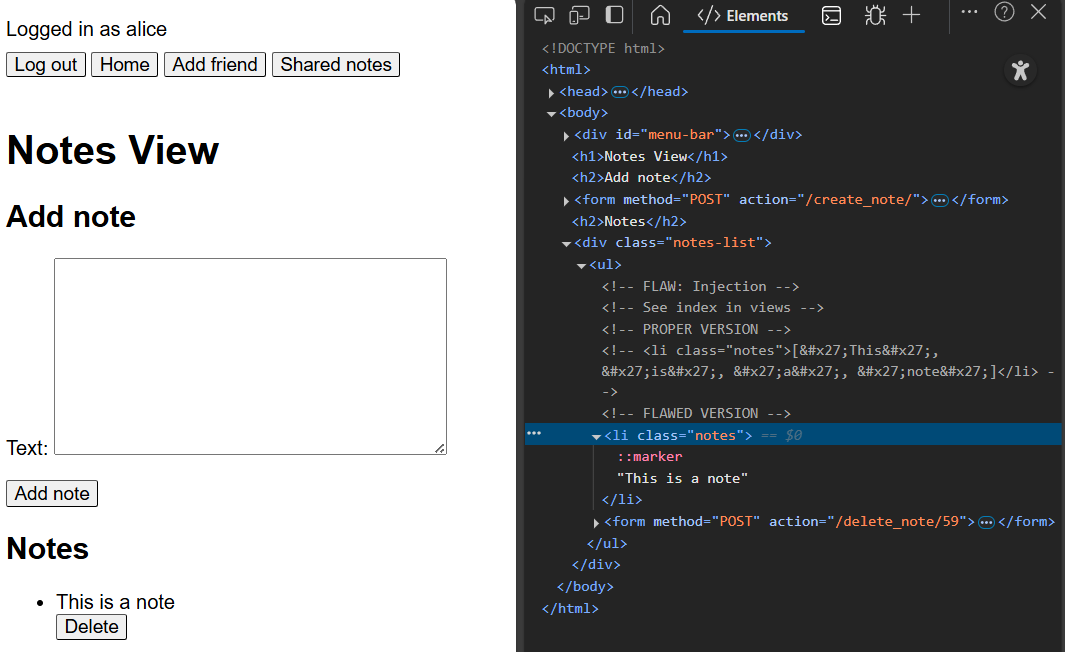 Logged in as alice
Log out Home Add friend Shared notes
Notes View
Add note
Text:
Add note
Notes
• This is a note
Delete
</> Elements
<!DOCTYPE html>
<html>
<head>•••</head>
<body>
<div id="menu-bar">•••</div>
<h1>Notes View</h1>
<h2>Add note</h2>
<form method="POST" action="/create_note/">•••</form>
<h2>Notes</h2>
<div class="notes-list">
<ul>
<!-- FLAW: Injection -->
<!-- See index in views -->
<!-- PROPER VERSION -->
<!-- <li class="notes">[&#x27;This&#x27;,
&#x27;is&#x27;, &#x27;a&#x27;, &#x27;note&#x27;]</li> -
->
<!-- FLAWED VERSION -->
••• <li class="notes"> == $0
::marker
"This is a note"
</li>
<form method="POST" action="/delete_note/59">•••</form>
</ul>
</div>
</body>
</html>